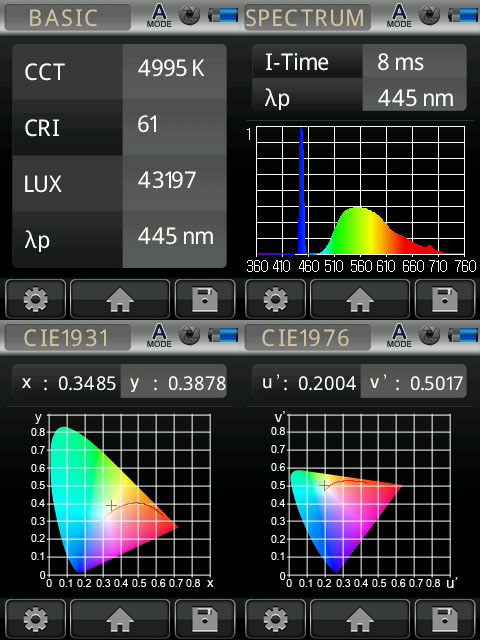 BASIC
A
MODE
CCT 4995 K
CRI 61
LUX 43197
λp 445 nm
SPECTRUM
A
MODE
I-Time 8 ms
λp 445 nm
1
360 410 460 510 560 610 660 710 760
CIE1931
A
MODE
x : 0.3485 y : 0.3878
y
0.8
0.7
0.6
0.5
0.4
0.3
0.2
0.1
0
0 0.1 0.2 0.3 0.4 0.5 0.6 0.7 0.8 x
CIE1976
A
MODE
u' : 0.2004 v' : 0.5017
v'
0.8
0.7
0.6
0.5
0.4
0.3
0.2
0.1
0
0 0.1 0.2 0.3 0.4 0.5 0.6 0.7 0.8 u'